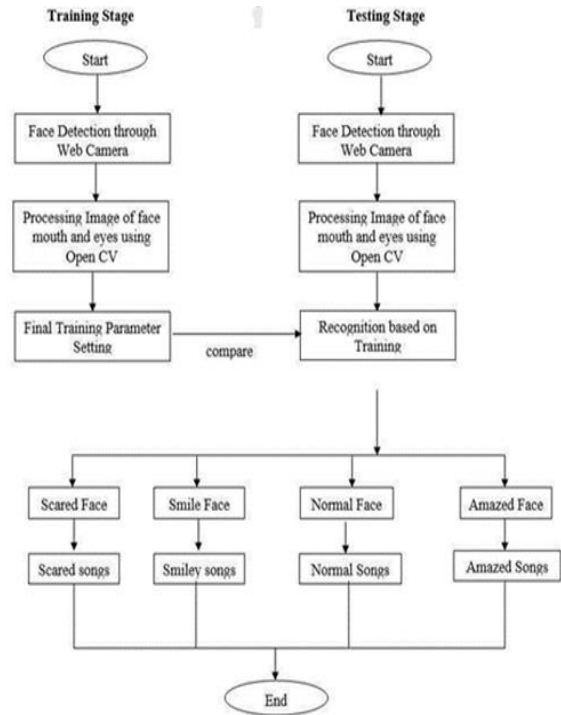 Training Stage
Testing Stage
Start
Start
Face Detection through
Web Camera
Face Detection through
Web Camera
Processing Image of face
mouth and eyes using
Open CV
Processing Image of face
mouth and eyes using
Open CV
Final Training Parameter
Setting
compare
Recognition based on
Training
Scared Face
Smile Face
Normal Face
Amazed Face
Scared songs
Smiley songs
Normal Songs
Amazed Songs
End